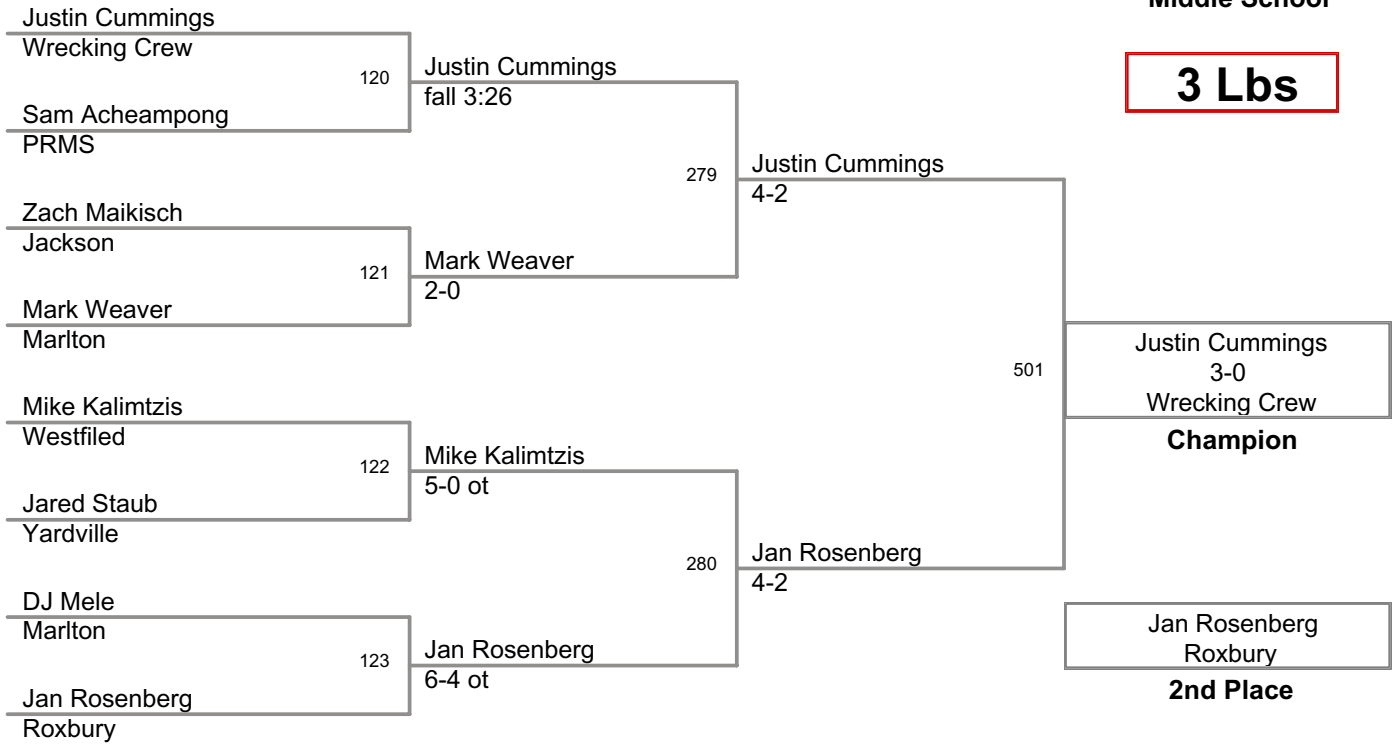 Middle School
3 Lbs
Justin Cummings
Wrecking Crew
120
Sam Acheampong
PRMS
Justin Cummings
fall 3:26
Zach Maikisch
Jackson
121
Mark Weaver
Marlton
Mark Weaver
2-0
279
Justin Cummings
4-2
Mike Kalimtzis
Westfiled
122
Jared Staub
Yardville
Mike Kalimtzis
5-0 ot
DJ Mele
Marlton
123
Jan Rosenberg
Roxbury
Jan Rosenberg
6-4 ot
280
Jan Rosenberg
4-2
501
Justin Cummings
3-0
Wrecking Crew
Champion
Jan Rosenberg
Roxbury
2nd Place